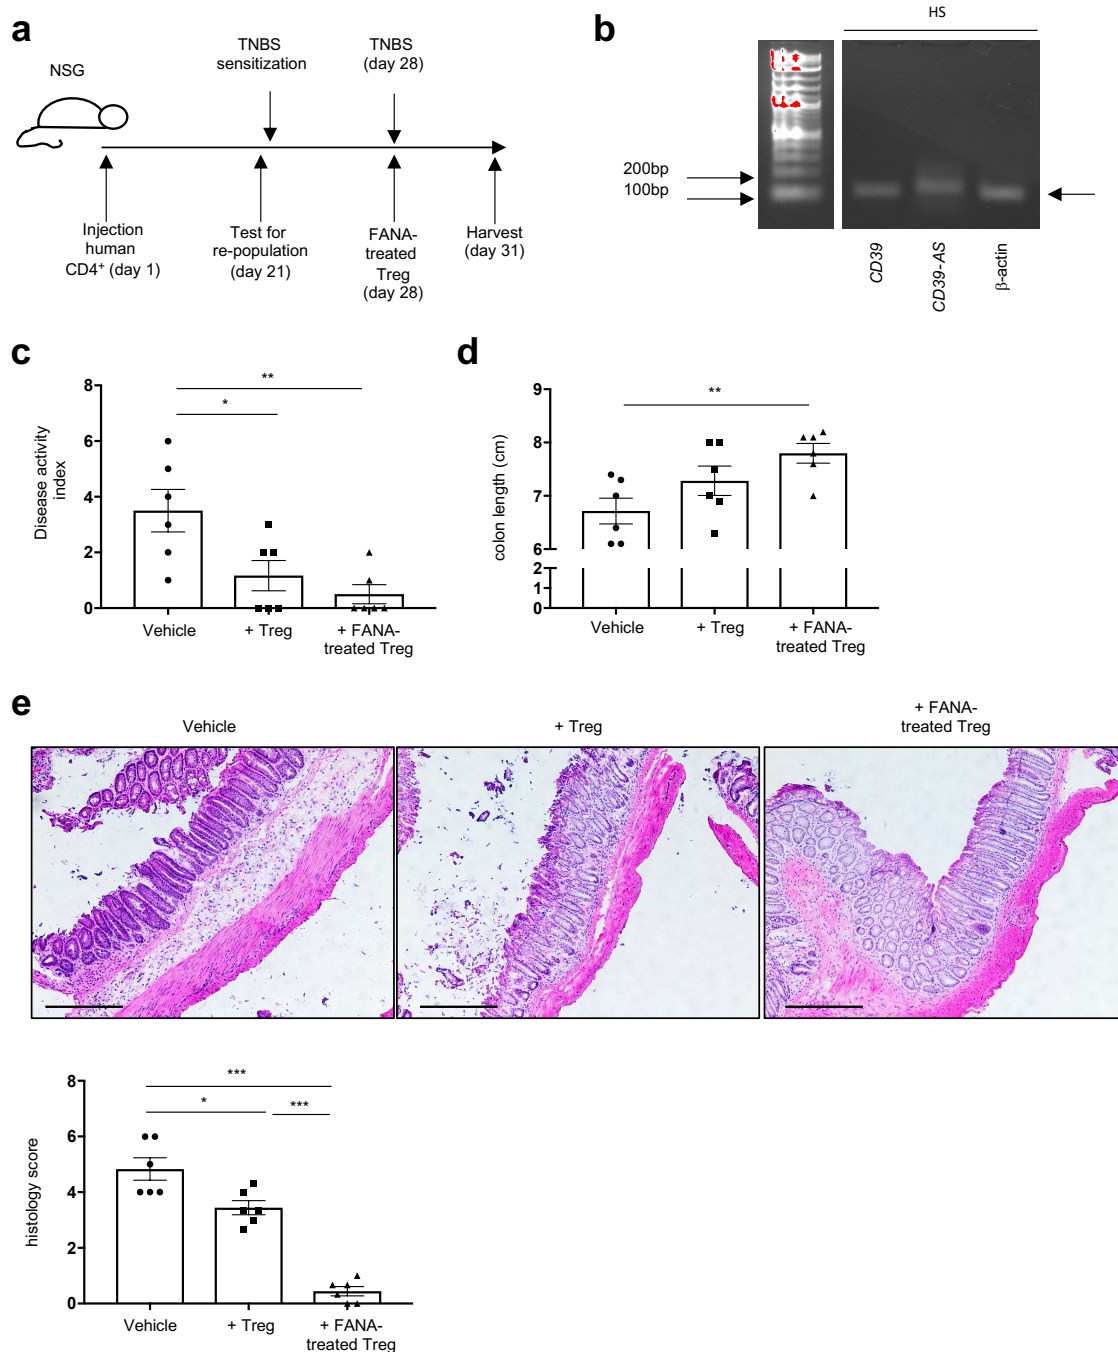 a
NSG
TNBS
sensitization
TNBS
(day 28)
Injection
human
CD4⁺ (day 1)
Test for
re-population
(day 21)
FANA-
treated
Treg
(day 28)
Harvest
(day 31)
b
HS
200bp
100bp
CD39
CD39-AS
β-actin
c
Disease activity
index
8
6
4
2
0
**
*
Vehicle
+ Treg
+ FANA-
treated Treg
d
colon length (cm)
9
8
7
6
2
1
0
**
Vehicle
+ Treg
+ FANA-
treated Treg
e
Vehicle
+ Treg
+ FANA-
treated Treg
histology score
8
6
4
2
0
***
*
***
Vehicle
+ Treg
+ FANA-
treated Treg